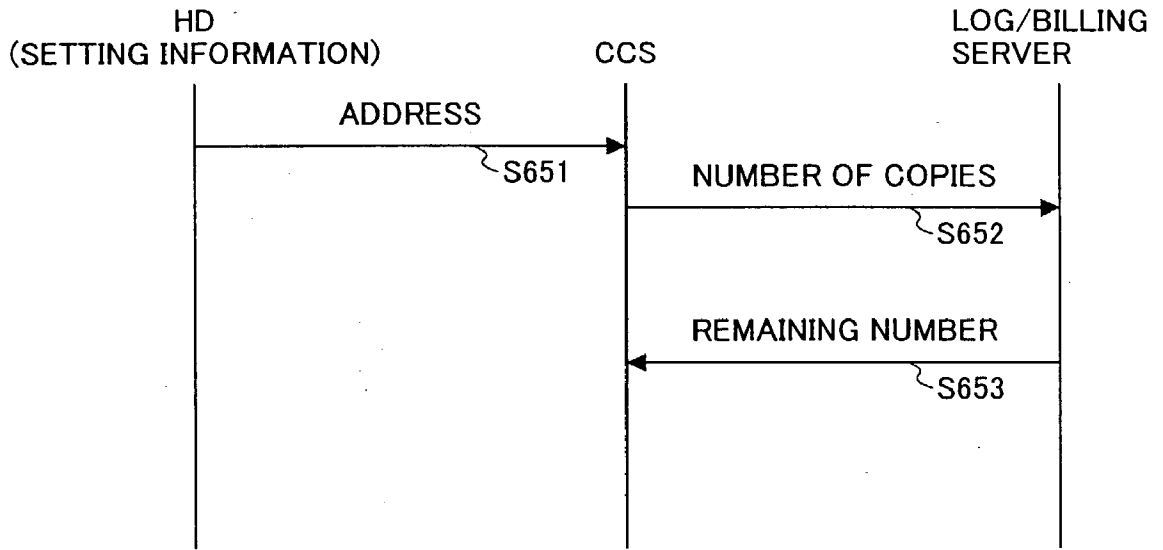 HD
(SETTING INFORMATION)
CCS
LOG/BILLING
SERVER
ADDRESS
S651
NUMBER OF COPIES
S652
REMAINING NUMBER
S653